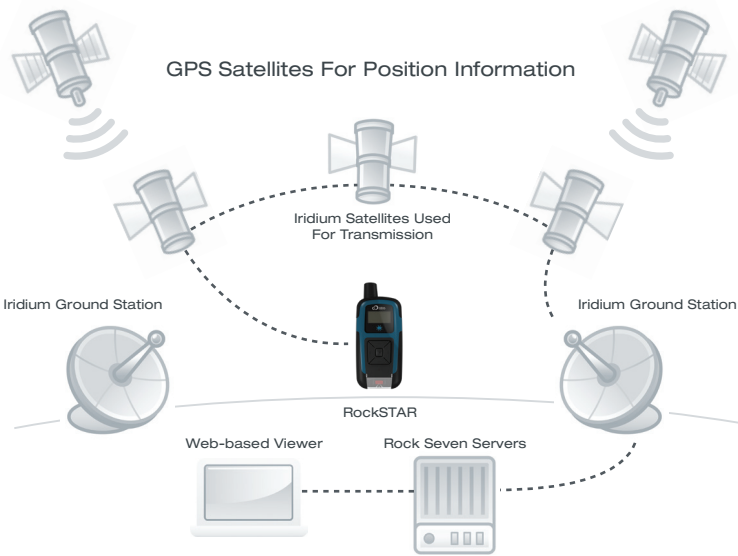 GPS Satellites For Position Information
Iridium Satellites Used
For Transmission
Iridium Ground Station
Iridium Ground Station
RockSTAR
Web-based Viewer
Rock Seven Servers